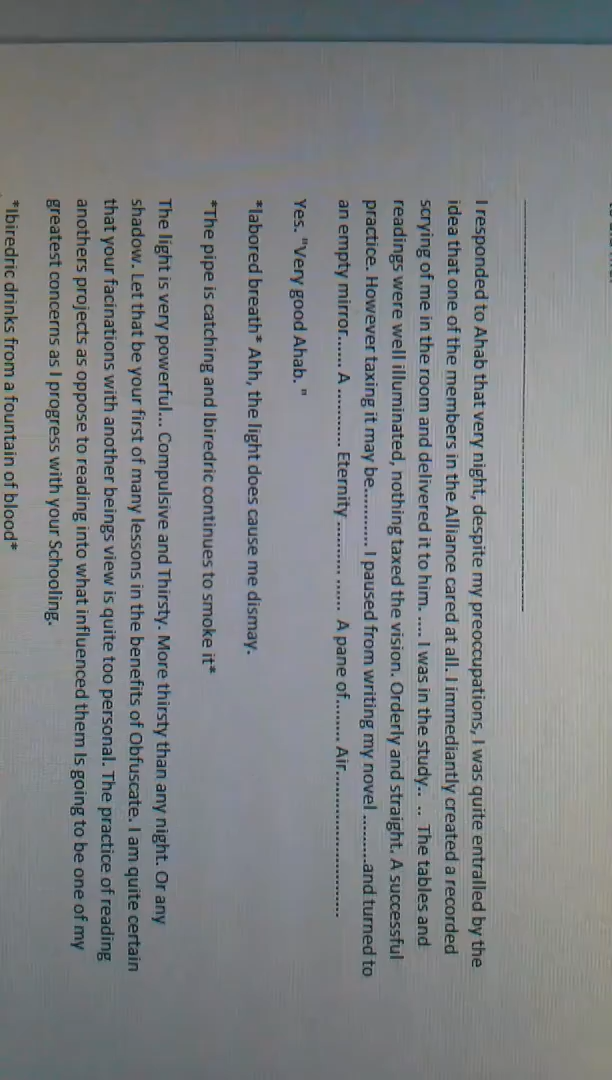 I responded to Ahab that very night, despite my preoccupations, I was quite entralled by the
idea that one of the members in the Alliance cared at all. I immediantly created a recorded
scrying of me in the room and delivered it to him. .... I was in the study.. .. The tables and
readings were well illuminated, nothing taxed the vision. Orderly and straight. A successful
practice. However taxing it may be.......... I paused from writing my novel ..........and turned to
an empty mirror...... A ........... Eternity .......... ...... A pane of........ Air..............................
Yes. "Very good Ahab. "
*labored breath* Ahh, the light does cause me dismay.
*The pipe is catching and Ibiredric continues to smoke it*
The light is very powerful... Compulsive and Thirsty. More thirsty than any night. Or any
shadow. Let that be your first of many lessons in the benefits of Obfuscate. I am quite certain
that your facinations with another beings view is quite too personal. The practice of reading
anothers projects as oppose to reading into what influenced them Is going to be one of my
greatest concerns as I progress with your Schooling.
*Ibiredric drinks from a fountain of blood*